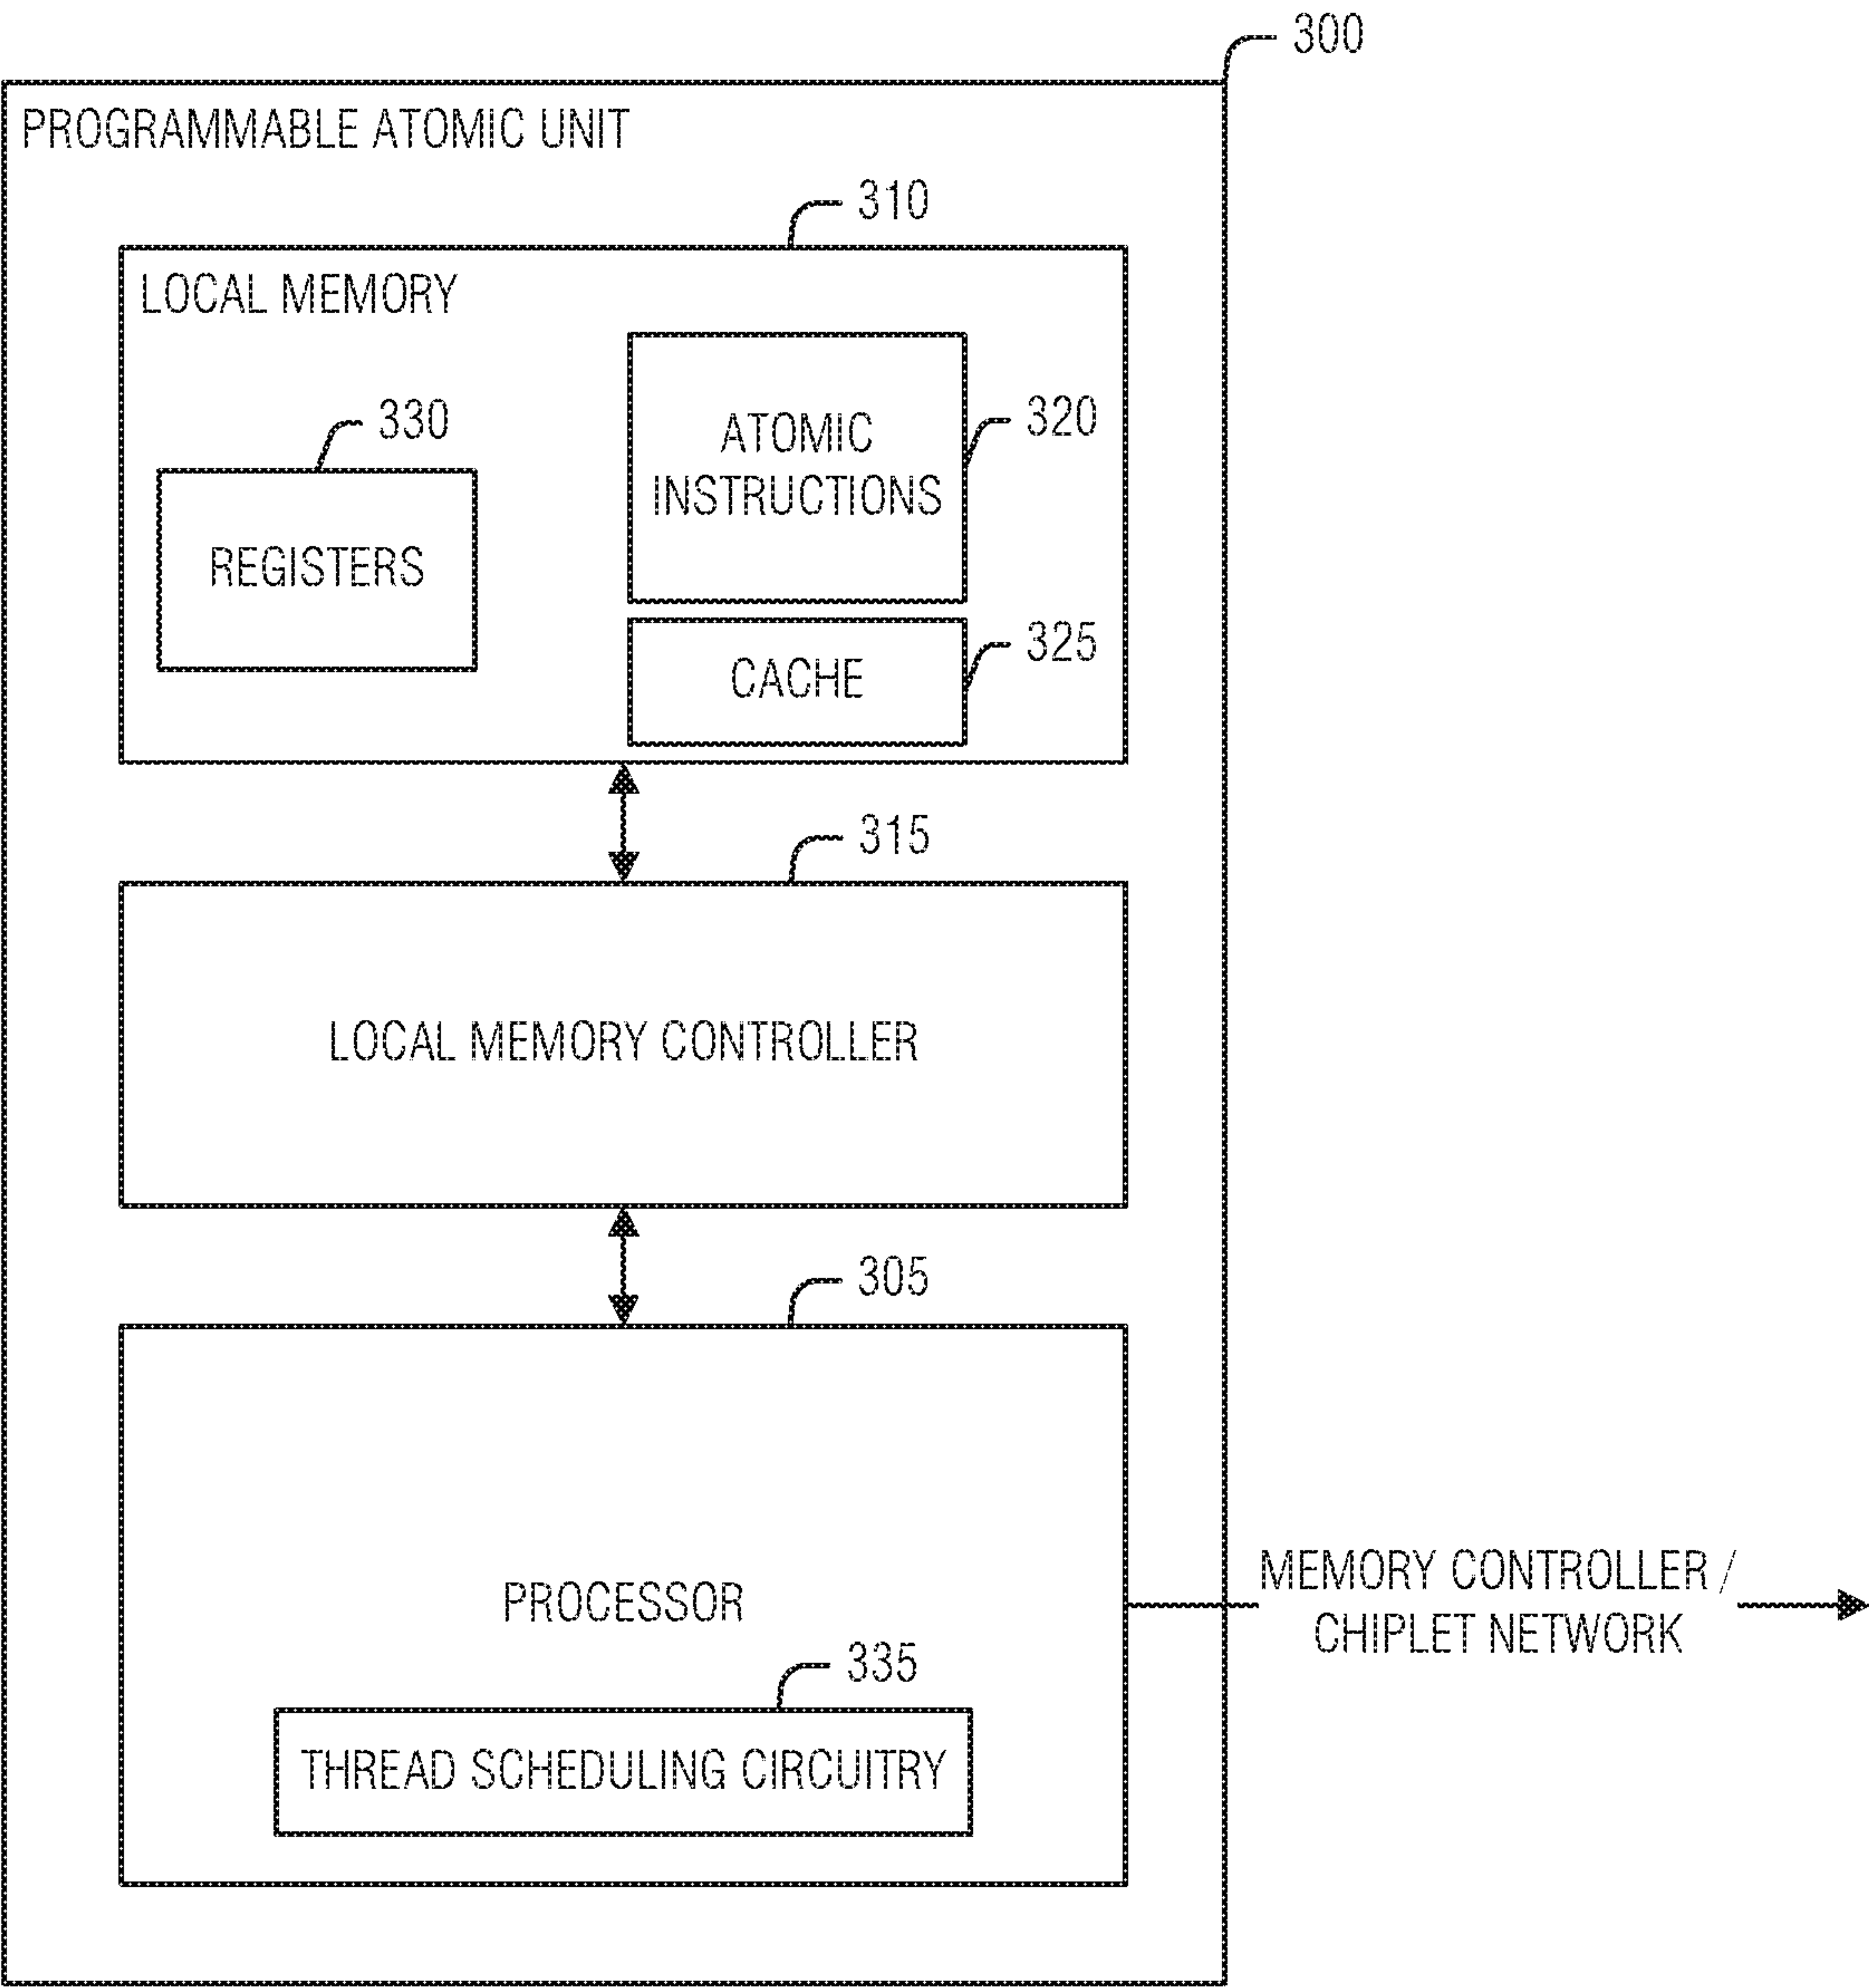 300
PROGRAMMABLE ATOMIC UNIT
310
LOCAL MEMORY
330
REGISTERS
ATOMIC
INSTRUCTIONS
320
CACHE
325
315
LOCAL MEMORY CONTROLLER
305
PROCESSOR
335
THREAD SCHEDULING CIRCUITRY
MEMORY CONTROLLER /
CHIPLET NETWORK